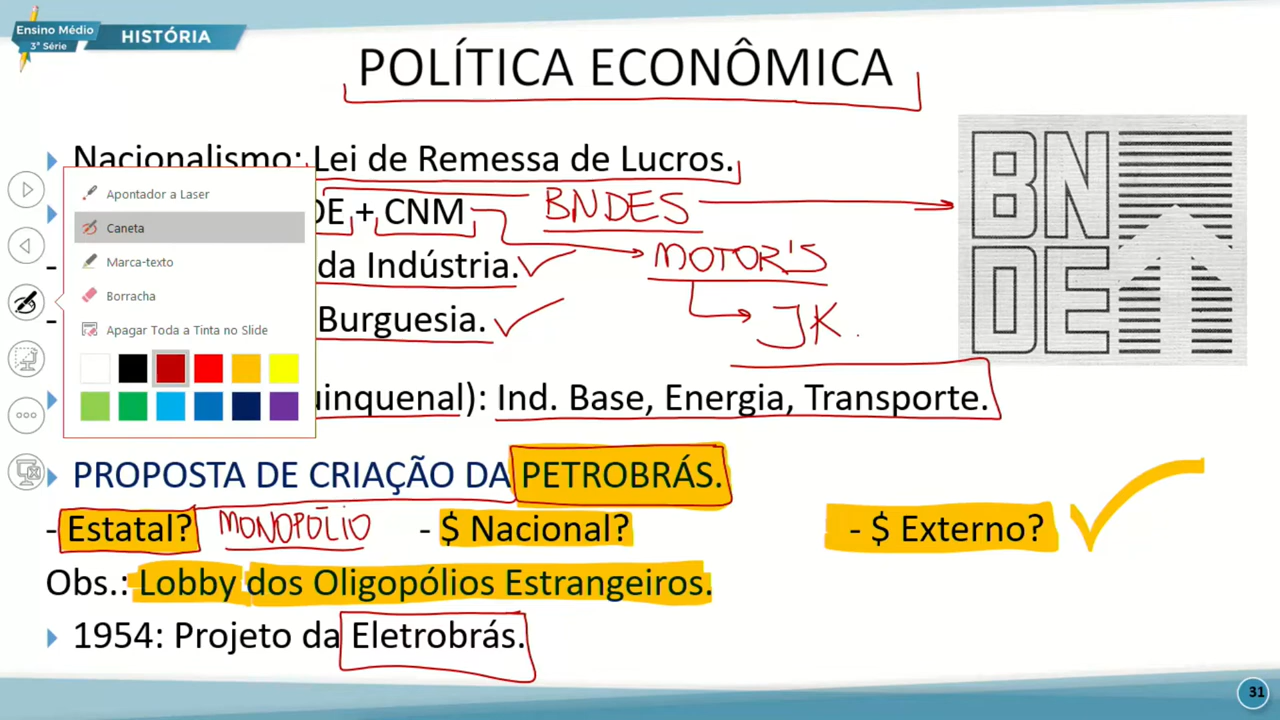 Ensino Médio
3ª Série
HISTÓRIA
POLÍTICA ECONÔMICA
Nacionalismo: Lei de Remessa de Lucros.
Apontador a Laser
Caneta
Marca-texto
Borracha
Apagar Toda a Tinta no Slide
DE + CNM
BNDES
da Indústria.
MOTOR'S
Burguesia.
JK.
uinquenal): Ind. Base, Energia, Transporte.
BN
DE
PROPOSTA DE CRIAÇÃO DA PETROBRÁS.
- Estatal? MONOPÓLIO - $ Nacional? - $ Externo?
Obs.: Lobby dos Oligopólios Estrangeiros.
1954: Projeto da Eletrobrás.
31